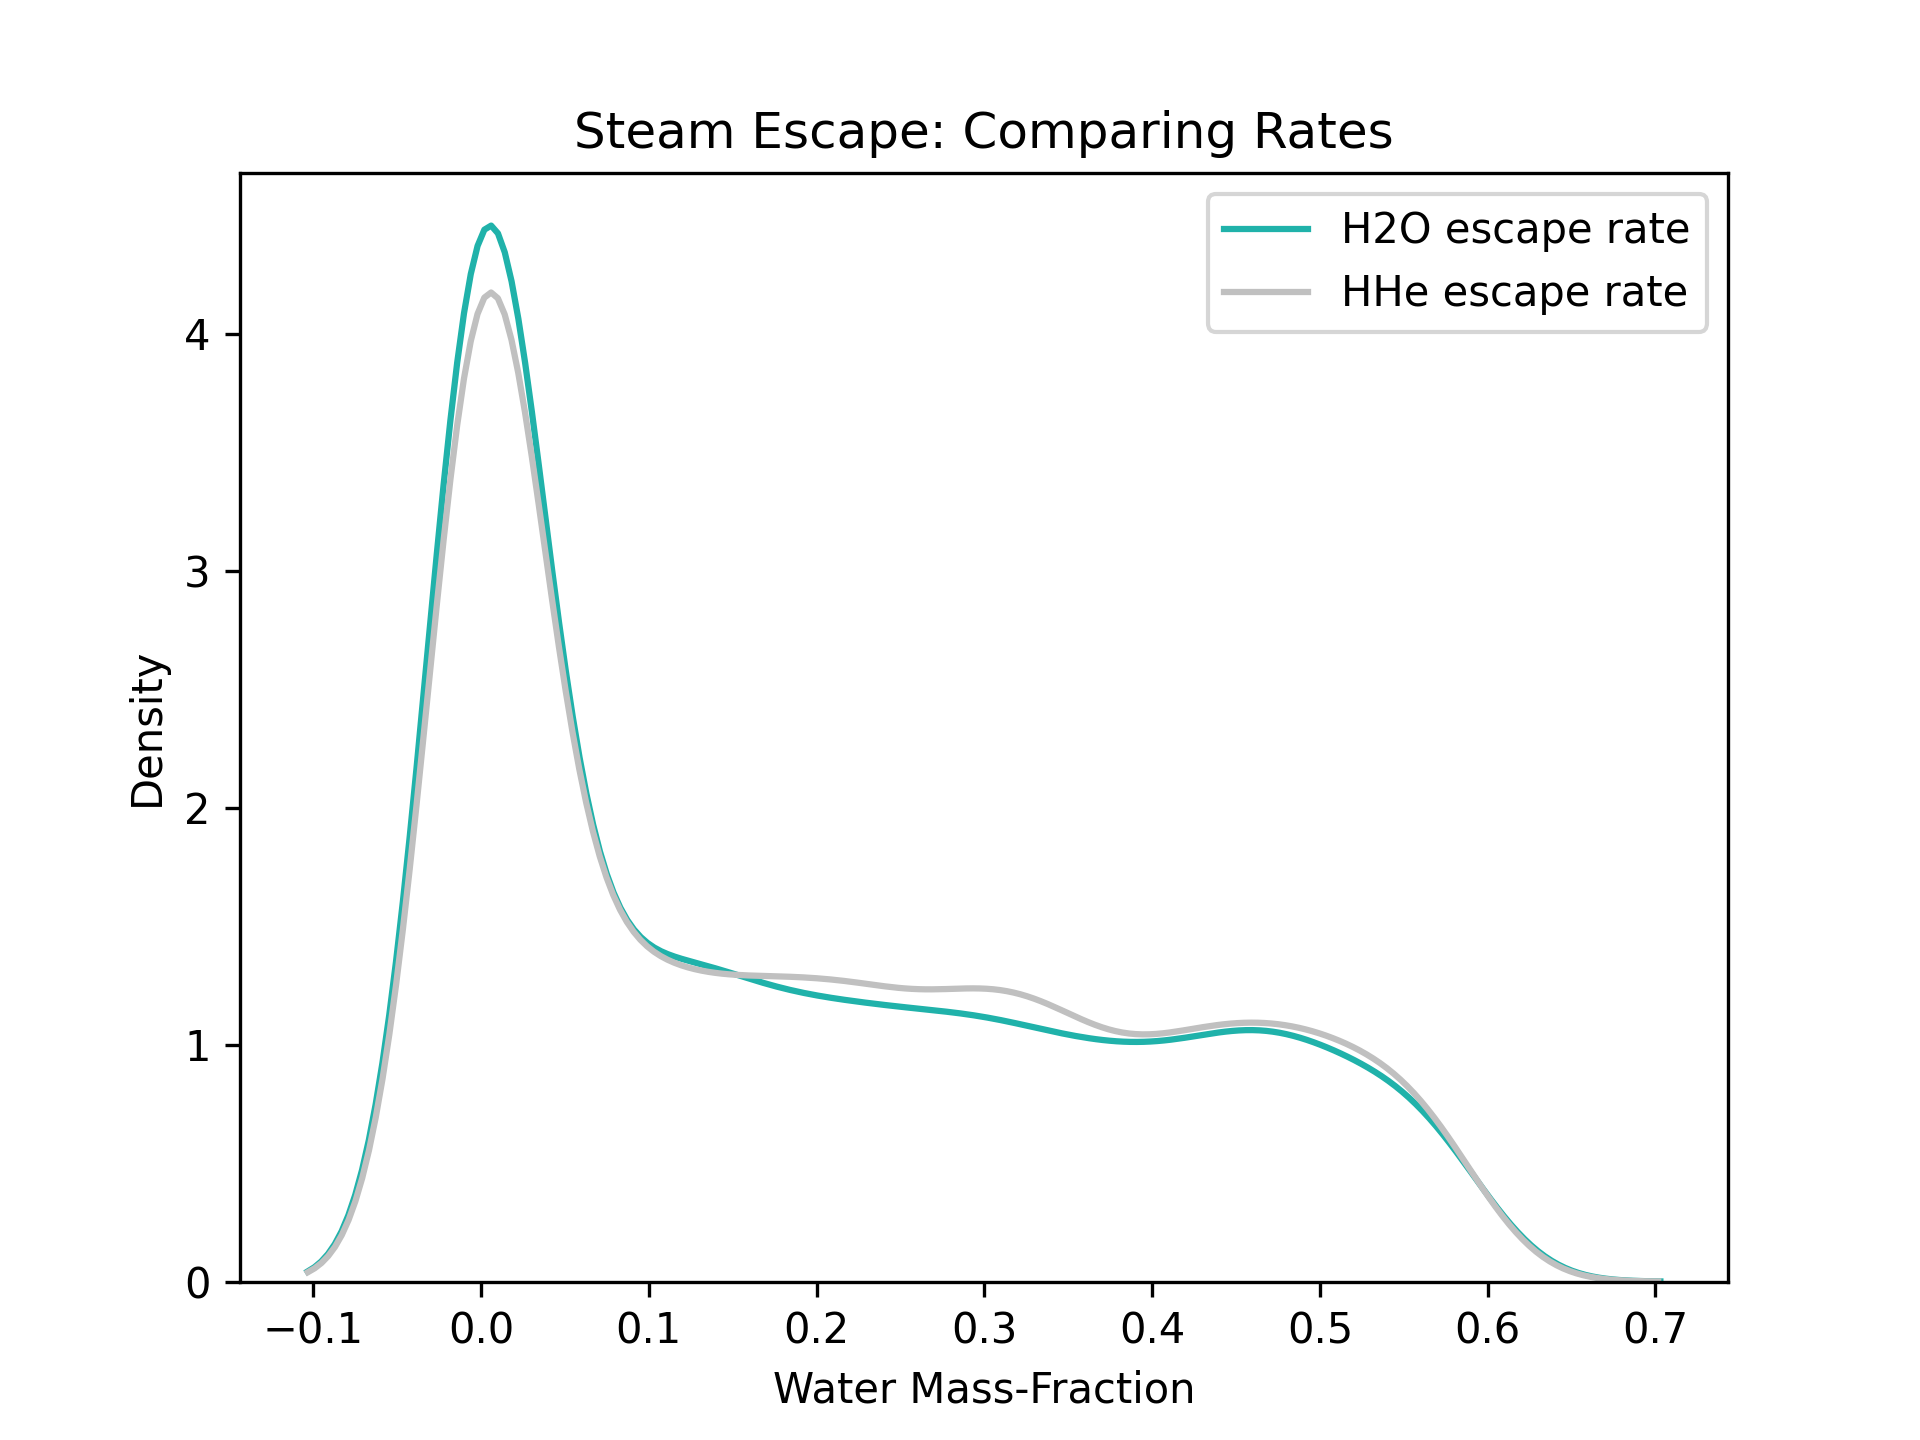 Steam Escape: Comparing Rates
H2O escape rate
HHe escape rate
Density
4
3
2
1
0
−0.1 0.0 0.1 0.2 0.3 0.4 0.5 0.6 0.7
Water Mass-Fraction